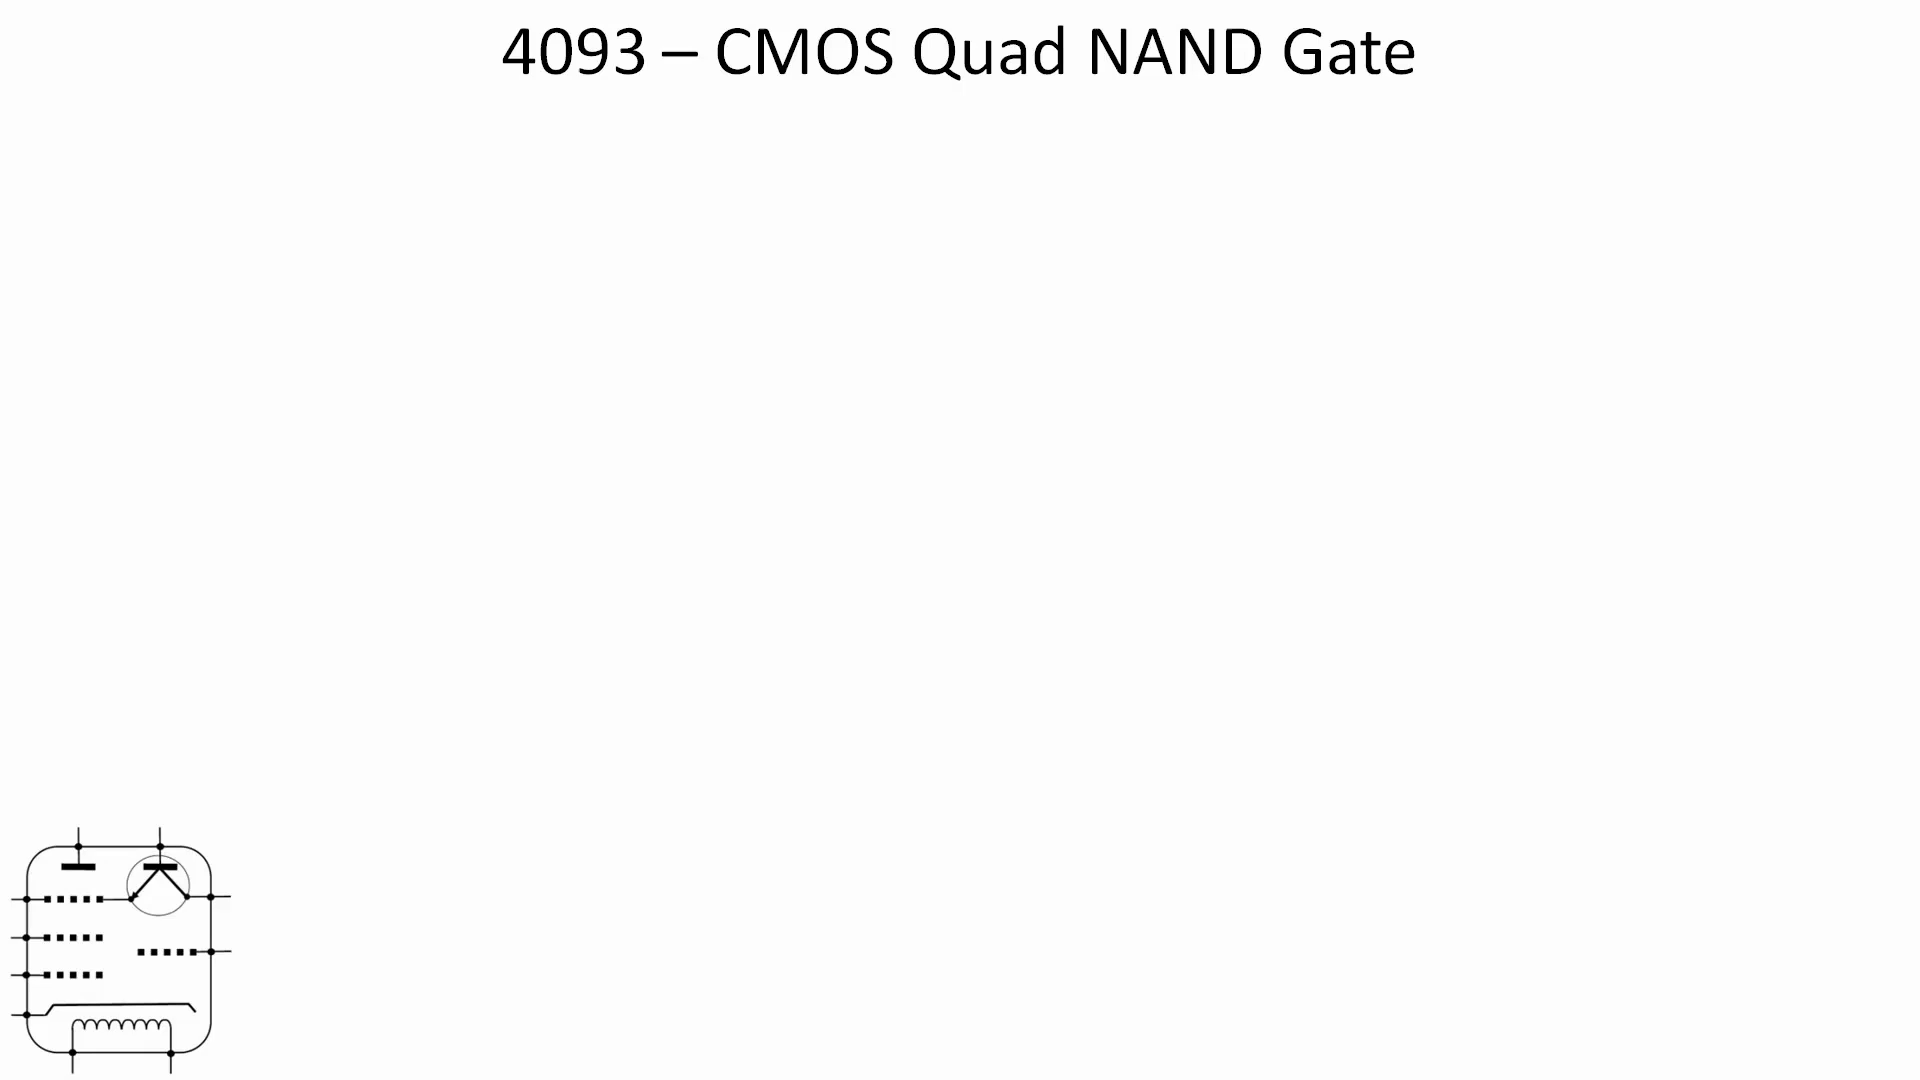 4093 – CMOS Quad NAND Gate